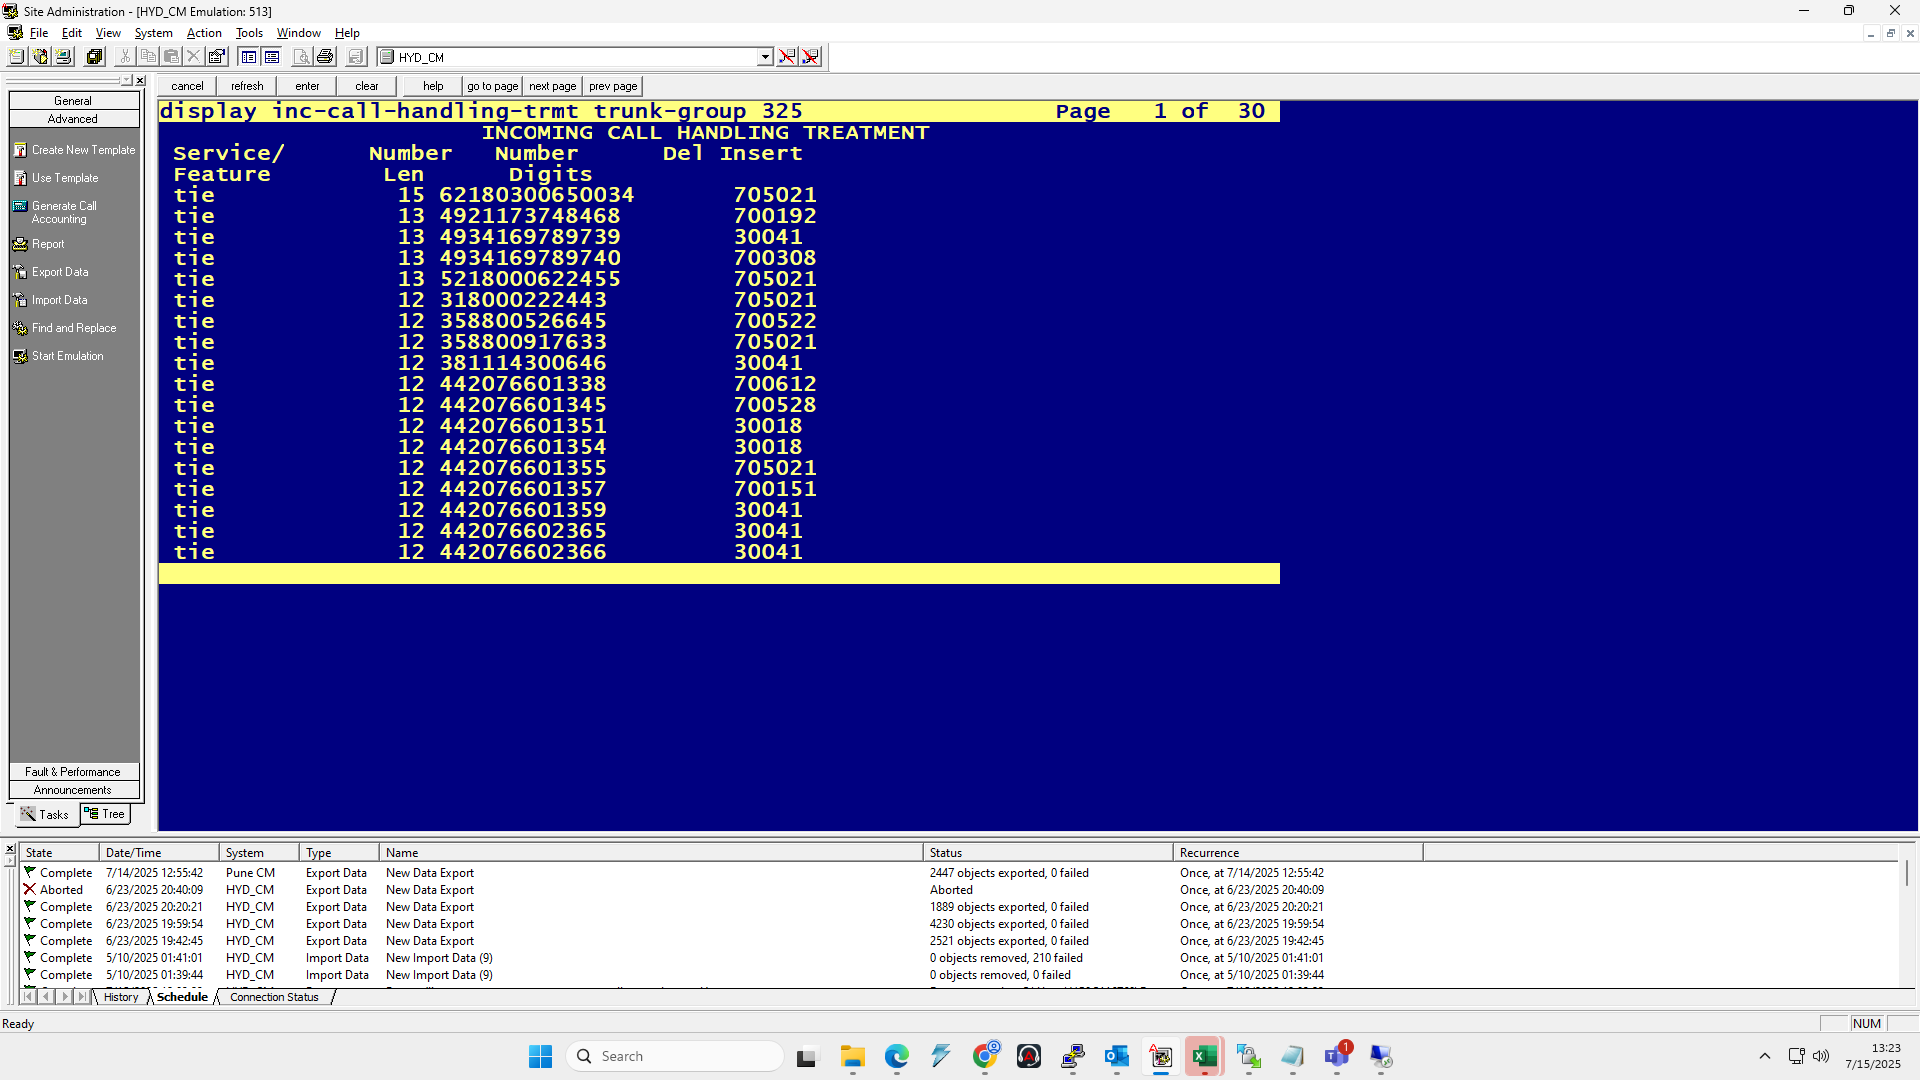 Site Administration - [HYD_CM Emulation: 513]
File Edit View System Action Tools Window Help
HYD_CM
General
Advanced
Create New Template
Use Template
Generate Call
Accounting
Report
Export Data
Import Data
Find and Replace
Start Emulation
Fault & Performance
Announcements
Tasks Tree
cancel refresh enter clear help go to page next page prev page
display inc-call-handling-trmt trunk-group 325 Page 1 of 30
INCOMING CALL HANDLING TREATMENT
Service/ Number Number Del Insert
Feature Len Digits
tie 15 62180300650034 705021
tie 13 4921173748468 700192
tie 13 4934169789739 30041
tie 13 4934169789740 700308
tie 13 5218000622455 705021
tie 12 318000222443 705021
tie 12 358800526645 700522
tie 12 358800917633 705021
tie 12 381114300646 30041
tie 12 442076601338 700612
tie 12 442076601345 700528
tie 12 442076601351 30018
tie 12 442076601354 30018
tie 12 442076601355 705021
tie 12 442076601357 700151
tie 12 442076601359 30041
tie 12 442076602365 30041
tie 12 442076602366 30041
State Date/Time System Type Name Status Recurrence
Complete 7/14/2025 12:55:42 Pune CM Export Data New Data Export 2447 objects exported, 0 failed Once, at 7/14/2025 12:55:42
Aborted 6/23/2025 20:40:09 HYD_CM Export Data New Data Export Aborted Once, at 6/23/2025 20:40:09
Complete 6/23/2025 20:20:21 HYD_CM Export Data New Data Export 1889 objects exported, 0 failed Once, at 6/23/2025 20:20:21
Complete 6/23/2025 19:59:54 HYD_CM Export Data New Data Export 4230 objects exported, 0 failed Once, at 6/23/2025 19:59:54
Complete 6/23/2025 19:42:45 HYD_CM Export Data New Data Export 2521 objects exported, 0 failed Once, at 6/23/2025 19:42:45
Complete 5/10/2025 01:41:01 HYD_CM Import Data New Import Data (9) 0 objects removed, 210 failed Once, at 5/10/2025 01:41:01
Complete 5/10/2025 01:39:44 HYD_CM Import Data New Import Data (9) 0 objects removed, 0 failed Once, at 5/10/2025 01:39:44
History Schedule Connection Status
Ready NUM
Search
1
13:23
7/15/2025